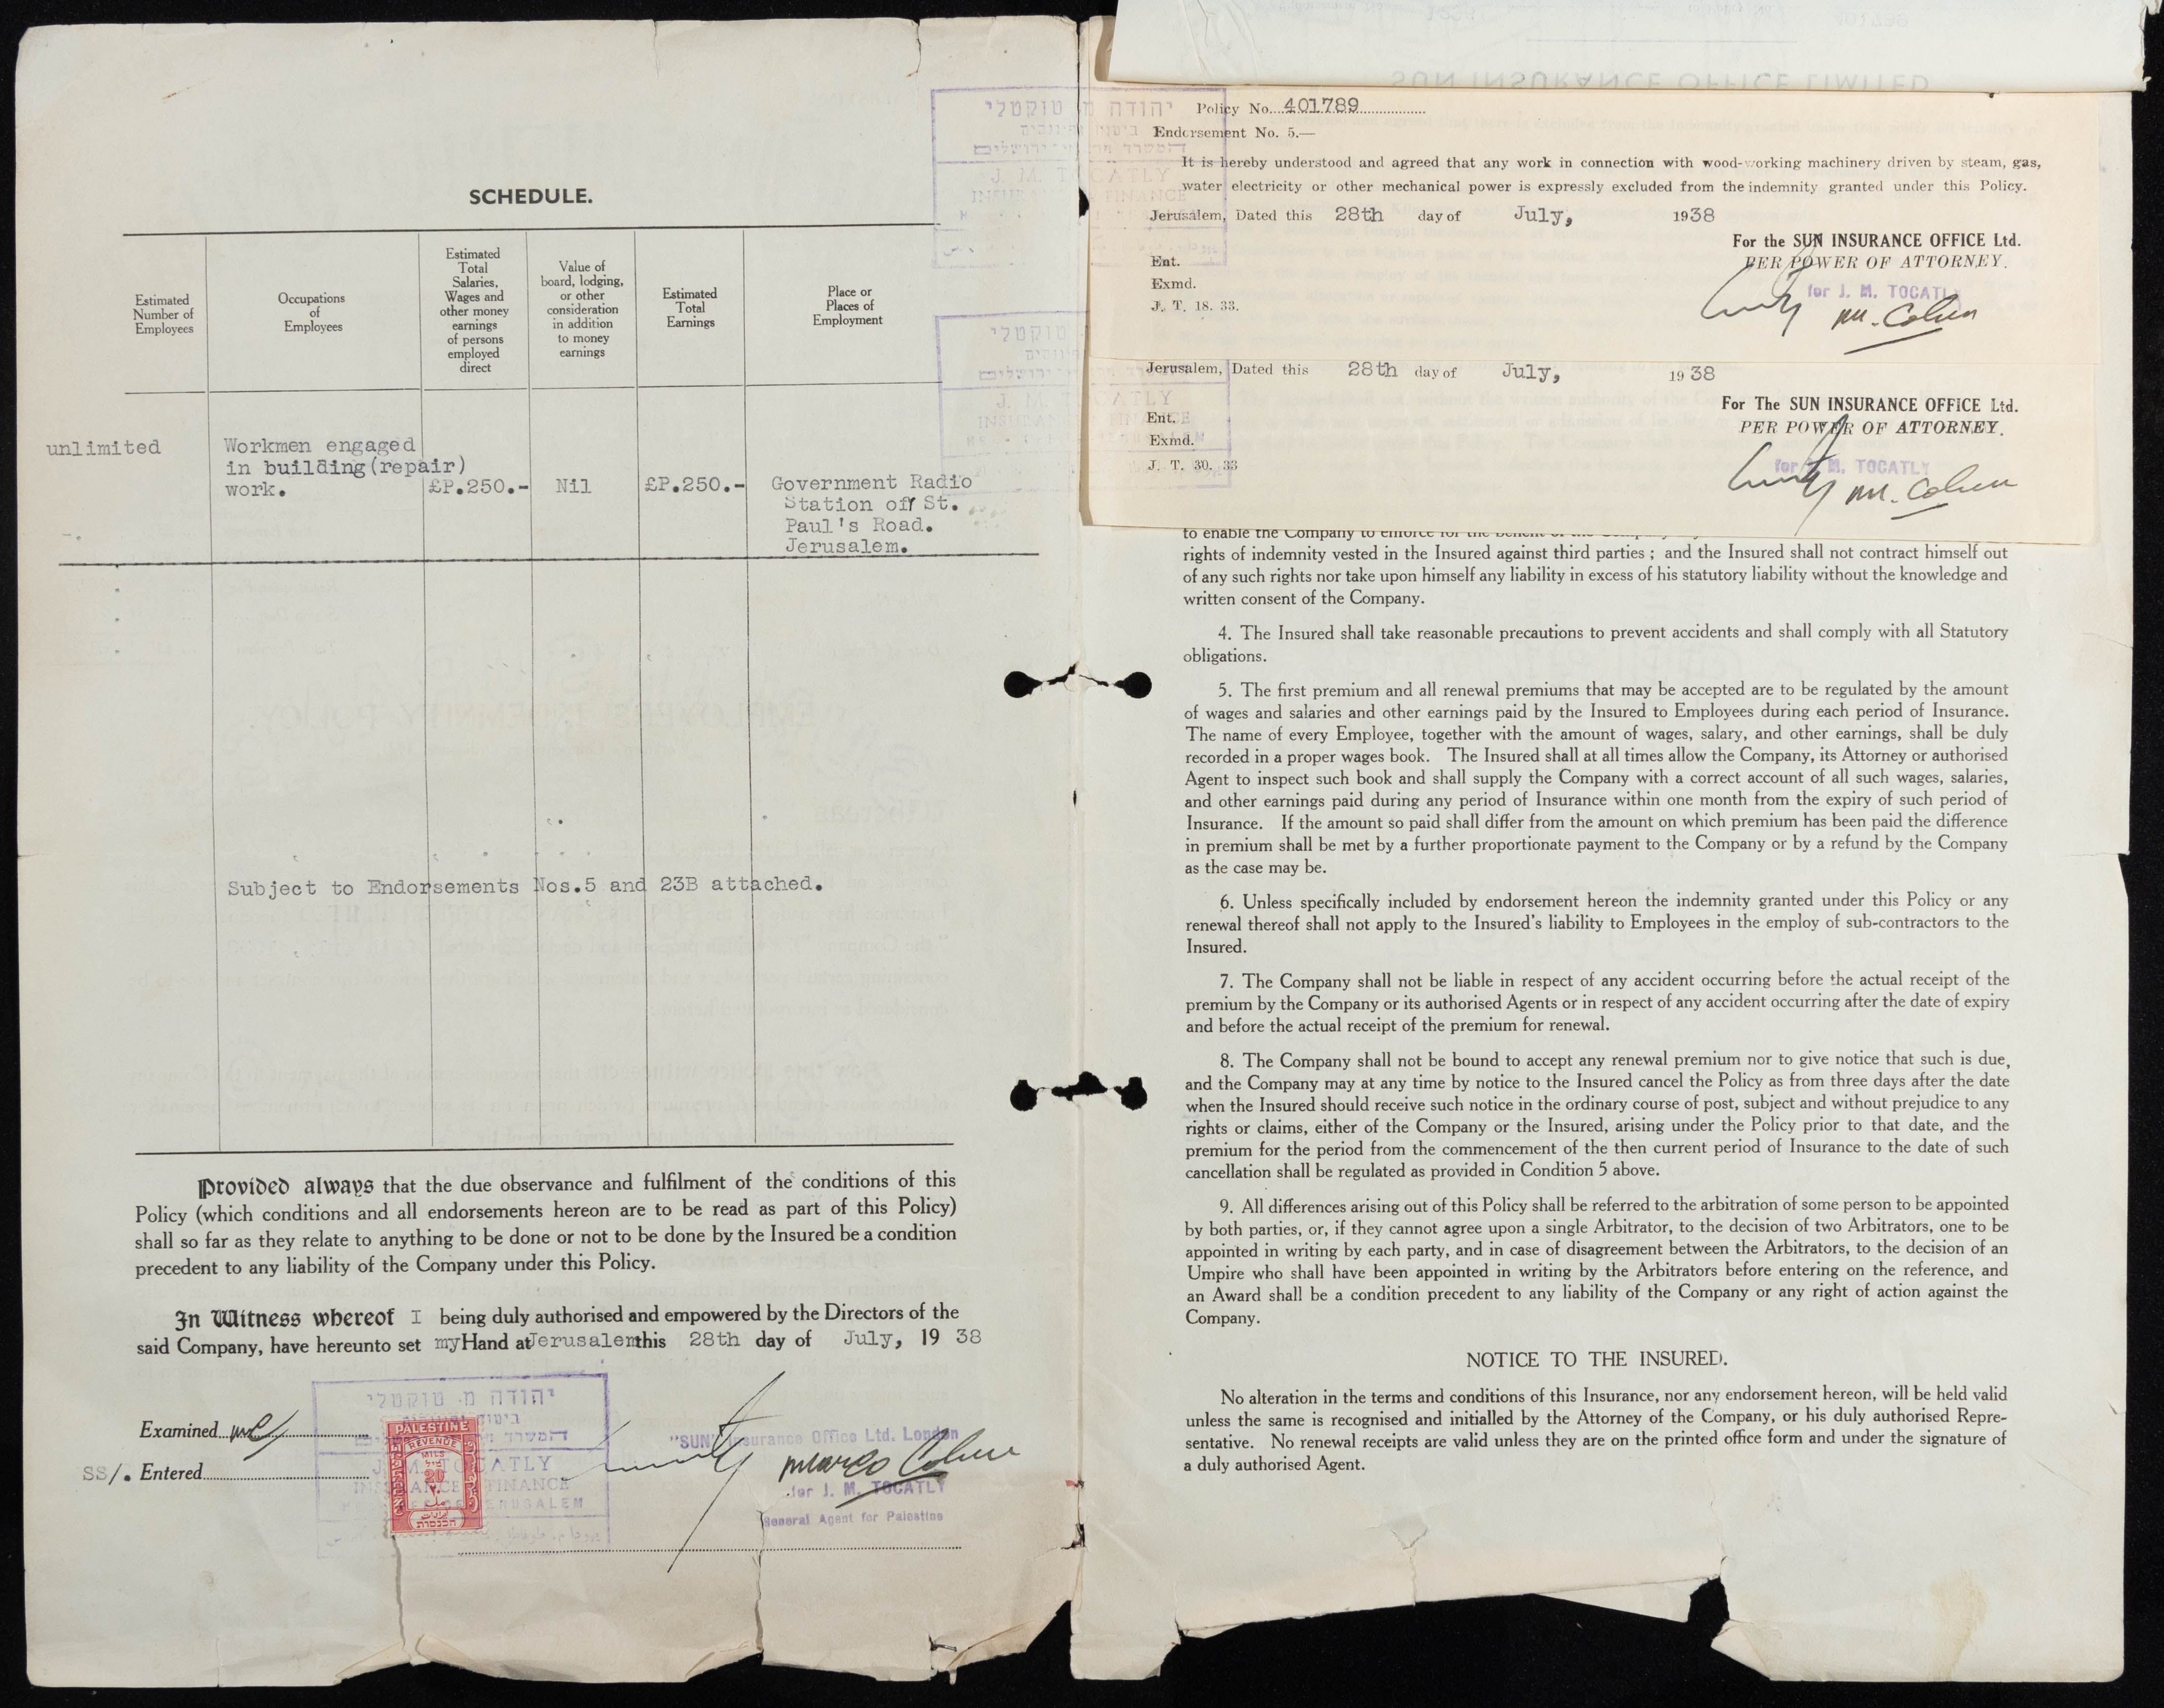 SCHEDULE.
Estimated
Number of
Employees
Occupations
of
Employees
Estimated
Total
Salaries,
Wages and
other money
earnings
of persons
employed
direct
Value of
board, lodging,
or other
consideration
in addition
to money
earnings
Estimated
Total
Earnings
Place or
Places of
Employment
unlimited
Workmen engaged
in building(repair)
work.
£P.250.-
Nil
£P.250.-
Government Radio
Station off St.
Paul's Road.
Jerusalem.
Subject to Endorsements Nos.5 and 23B attached.
Provided always that the due observance and fulfilment of the conditions of this
Policy (which conditions and all endorsements hereon are to be read as part of this Policy)
shall so far as they relate to anything to be done or not to be done by the Insured be a condition
precedent to any liability of the Company under this Policy.
In Witness whereof I being duly authorised and empowered by the Directors of the
said Company, have hereunto set my Hand at Jerusalem this 28th day of July, 19 38
Examined
SS/. Entered
יהודה מ. טוקטלי
J. M. TOCATLY
INSURANCE FINANCE
JERUSALEM
PALESTINE
REVENUE
MILS
20
הכנסות
"SUN" Insurance Office Ltd. London
Marco Cohen
for J. M. TOCATLY
General Agent for Palestine
יהודה מ. טוקטלי
J. M. TOCATLY
J. M. TOCATLY
SUN INSURANCE OFFICE LIMITED
Policy No. 401789
Endorsement No. 5.—
It is hereby understood and agreed that any work in connection with wood-working machinery driven by steam, gas,
water electricity or other mechanical power is expressly excluded from the indemnity granted under this Policy.
Jerusalem, Dated this 28th day of July, 1938
For the SUN INSURANCE OFFICE Ltd.
PER POWER OF ATTORNEY.
for J. M. TOCATLY
M. Cohen
Ent.
Exmd.
J. T. 18. 33.
Jerusalem, Dated this 28th day of July, 19 38
For The SUN INSURANCE OFFICE Ltd.
PER POWER OF ATTORNEY.
for J. M. TOCATLY
M. Cohen
Ent.
Exmd.
J. T. 30. 33
to enable the Company to enforce for the benefit of the
rights of indemnity vested in the Insured against third parties ; and the Insured shall not contract himself out
of any such rights nor take upon himself any liability in excess of his statutory liability without the knowledge and
written consent of the Company.
4. The Insured shall take reasonable precautions to prevent accidents and shall comply with all Statutory
obligations.
5. The first premium and all renewal premiums that may be accepted are to be regulated by the amount
of wages and salaries and other earnings paid by the Insured to Employees during each period of Insurance.
The name of every Employee, together with the amount of wages, salary, and other earnings, shall be duly
recorded in a proper wages book. The Insured shall at all times allow the Company, its Attorney or authorised
Agent to inspect such book and shall supply the Company with a correct account of all such wages, salaries,
and other earnings paid during any period of Insurance within one month from the expiry of such period of
Insurance. If the amount so paid shall differ from the amount on which premium has been paid the difference
in premium shall be met by a further proportionate payment to the Company or by a refund by the Company
as the case may be.
6. Unless specifically included by endorsement hereon the indemnity granted under this Policy or any
renewal thereof shall not apply to the Insured's liability to Employees in the employ of sub-contractors to the
Insured.
7. The Company shall not be liable in respect of any accident occurring before the actual receipt of the
premium by the Company or its authorised Agents or in respect of any accident occurring after the date of expiry
and before the actual receipt of the premium for renewal.
8. The Company shall not be bound to accept any renewal premium nor to give notice that such is due,
and the Company may at any time by notice to the Insured cancel the Policy as from three days after the date
when the Insured should receive such notice in the ordinary course of post, subject and without prejudice to any
rights or claims, either of the Company or the Insured, arising under the Policy prior to that date, and the
premium for the period from the commencement of the then current period of Insurance to the date of such
cancellation shall be regulated as provided in Condition 5 above.
9. All differences arising out of this Policy shall be referred to the arbitration of some person to be appointed
by both parties, or, if they cannot agree upon a single Arbitrator, to the decision of two Arbitrators, one to be
appointed in writing by each party, and in case of disagreement between the Arbitrators, to the decision of an
Umpire who shall have been appointed in writing by the Arbitrators before entering on the reference, and
an Award shall be a condition precedent to any liability of the Company or any right of action against the
Company.
NOTICE TO THE INSURED.
No alteration in the terms and conditions of this Insurance, nor any endorsement hereon, will be held valid
unless the same is recognised and initialled by the Attorney of the Company, or his duly authorised Repre-
sentative. No renewal receipts are valid unless they are on the printed office form and under the signature of
a duly authorised Agent.